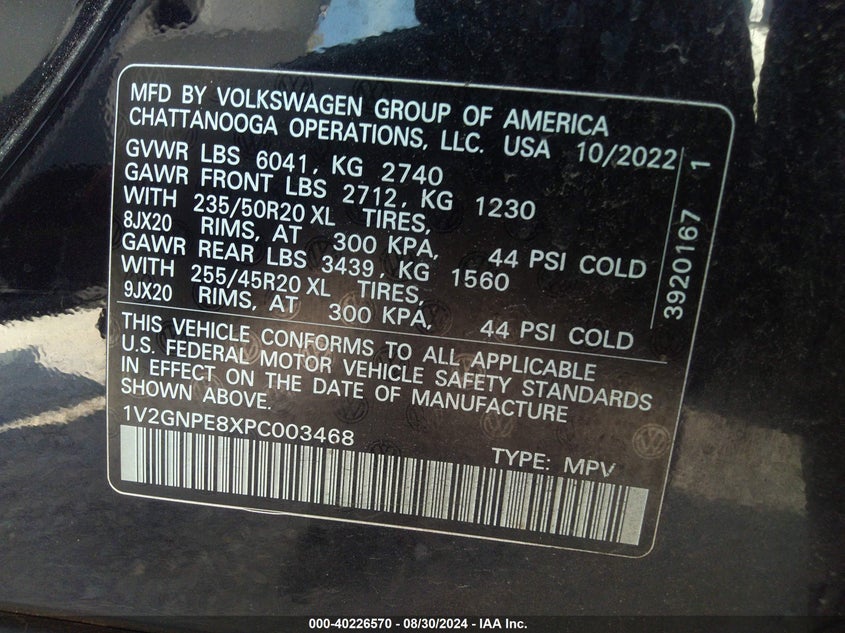 MFD BY VOLKSWAGEN GROUP OF AMERICA
CHATTANOOGA OPERATIONS, LLC. USA 10/2022
GVWR LBS 6041, KG 2740
GAWR FRONT LBS 2712, KG 1230
WITH 235/50R20 XL TIRES,
8JX20 RIMS, AT 300 KPA, 44 PSI COLD
GAWR REAR LBS 3439, KG 1560
WITH 255/45R20 XL TIRES,
9JX20 RIMS, AT 300 KPA, 44 PSI COLD
3920167 1
THIS VEHICLE CONFORMS TO ALL APPLICABLE
U.S. FEDERAL MOTOR VEHICLE SAFETY STANDARDS
IN EFFECT ON THE DATE OF MANUFACTURE
SHOWN ABOVE.
1V2GNPE8XPC003468
TYPE: MPV
000-40226570 - 08/30/2024 - IAA Inc.